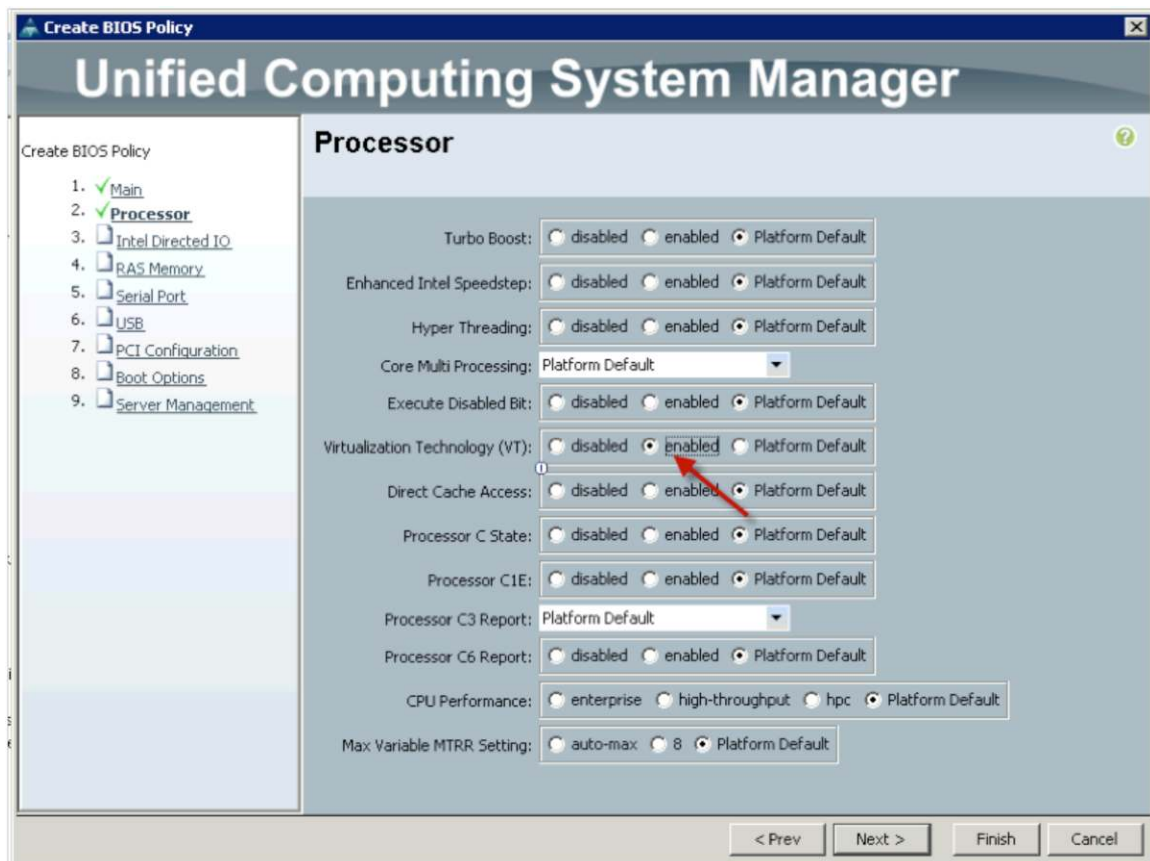 Create BIOS Policy
Unified Computing System Manager
Create BIOS Policy
1. Main
2. Processor
3. Intel Directed IO
4. RAS Memory
5. Serial Port
6. USB
7. PCI Configuration
8. Boot Options
9. Server Management
Processor
Turbo Boost: disabled enabled Platform Default
Enhanced Intel Speedstep: disabled enabled Platform Default
Hyper Threading: disabled enabled Platform Default
Core Multi Processing: Platform Default
Execute Disabled Bit: disabled enabled Platform Default
Virtualization Technology (VT): disabled enabled Platform Default
Direct Cache Access: disabled enabled Platform Default
Processor C State: disabled enabled Platform Default
Processor C1E: disabled enabled Platform Default
Processor C3 Report: Platform Default
Processor C6 Report: disabled enabled Platform Default
CPU Performance: enterprise high-throughput hpc Platform Default
Max Variable MTRR Setting: auto-max 8 Platform Default
< Prev Next > Finish Cancel